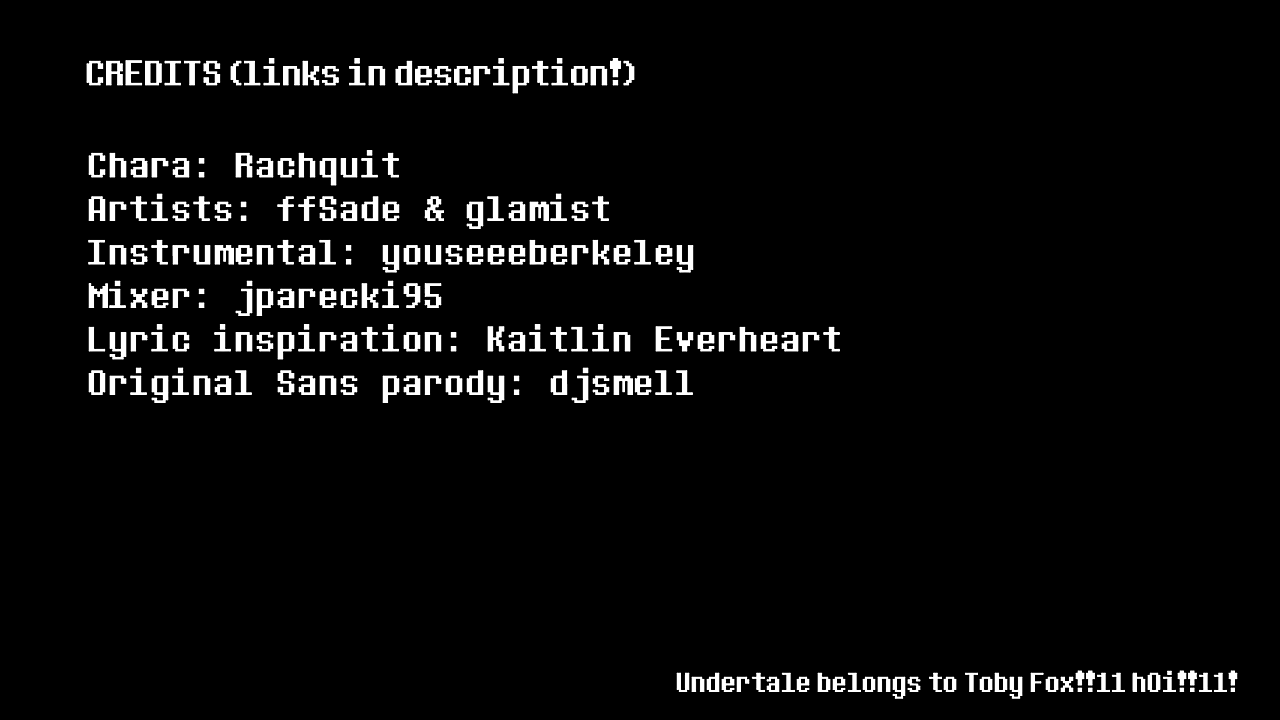 CREDITS (links in description!)
Chara: Rachquit
Artists: ffSade & glamist
Instrumental: youseeeberkeley
Mixer: jparecki95
Lyric inspiration: Kaitlin Everheart
Original Sans parody: djsmell
Undertale belongs to Toby Fox!!11 hOi!!11!